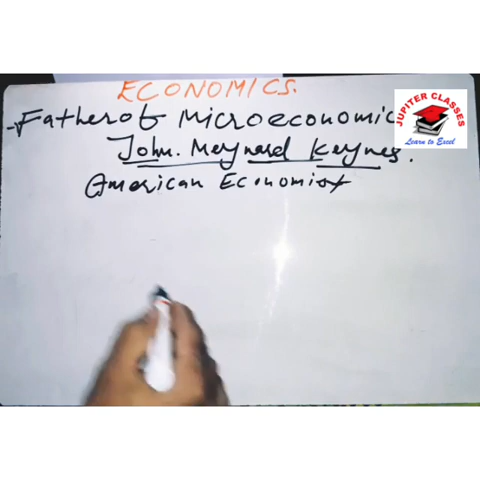 ECONOMICS.
Father of Microeconomic
John. Meynard Keynes.
American Economist
JUPITER CLASSES
Learn to Excel